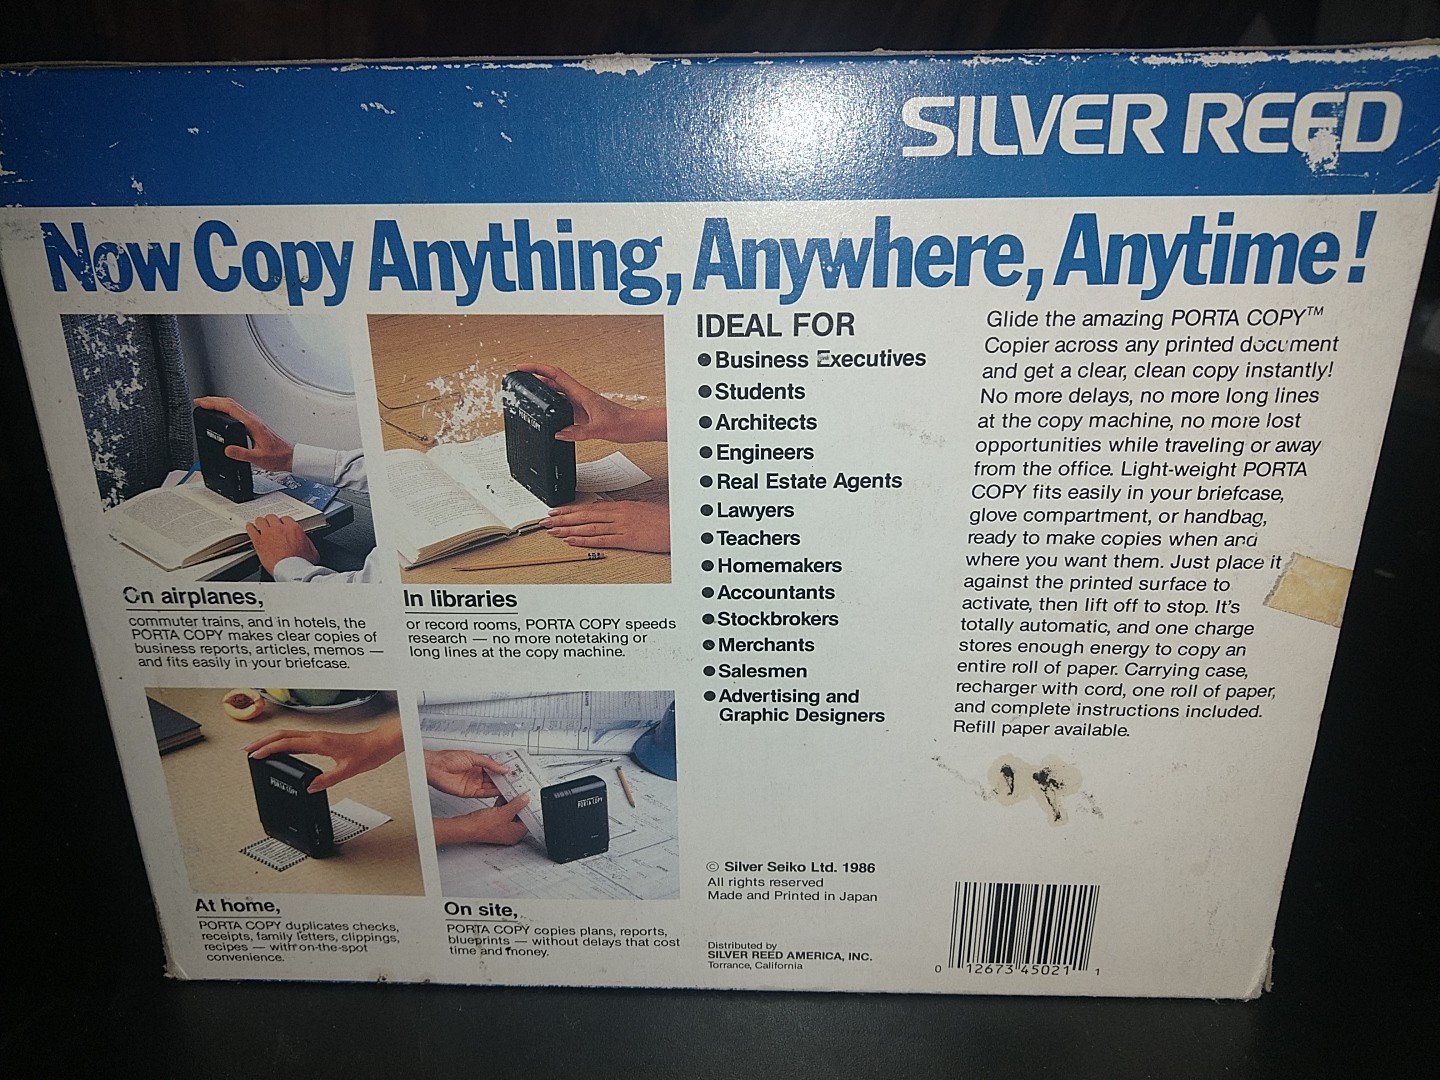 SILVER REED
Now Copy Anything, Anywhere, Anytime!
On airplanes,
commuter trains, and in hotels, the
PORTA COPY makes clear copies of
business reports, articles, memos —
and fits easily in your briefcase.
In libraries
or record rooms, PORTA COPY speeds
research — no more notetaking or
long lines at the copy machine.
PORTA COPY
PORTA COPY
At home,
PORTA COPY duplicates checks,
receipts, family letters, clippings,
recipes — with on-the-spot
convenience.
On site,
PORTA COPY copies plans, reports,
blueprints — without delays that cost
time and money.
PORTA COPY
PORTA COPY
IDEAL FOR
● Business Executives
● Students
● Architects
● Engineers
● Real Estate Agents
● Lawyers
● Teachers
● Homemakers
● Accountants
● Stockbrokers
● Merchants
● Salesmen
● Advertising and
Graphic Designers
© Silver Seiko Ltd. 1986
All rights reserved
Made and Printed in Japan
Distributed by
SILVER REED AMERICA, INC.
Torrance, California
Glide the amazing PORTA COPY™
Copier across any printed document
and get a clear, clean copy instantly!
No more delays, no more long lines
at the copy machine, no more lost
opportunities while traveling or away
from the office. Light-weight PORTA
COPY fits easily in your briefcase,
glove compartment, or handbag,
ready to make copies when and
where you want them. Just place it
against the printed surface to
activate, then lift off to stop. It's
totally automatic, and one charge
stores enough energy to copy an
entire roll of paper. Carrying case,
recharger with cord, one roll of paper,
and complete instructions included.
Refill paper available.
0 12673 45021 1